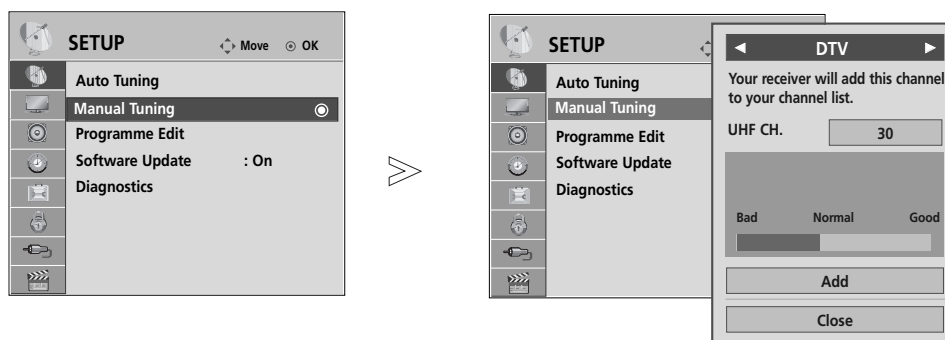 SETUP
Move OK
Auto Tuning
Manual Tuning
Programme Edit
Software Update : On
Diagnostics
SETUP
Auto Tuning
Manual Tuning
Programme Edit
Software Update
Diagnostics
◄ DTV ►
Your receiver will add this channel
to your channel list.
UHF CH. 30
Bad Normal Good
Add
Close